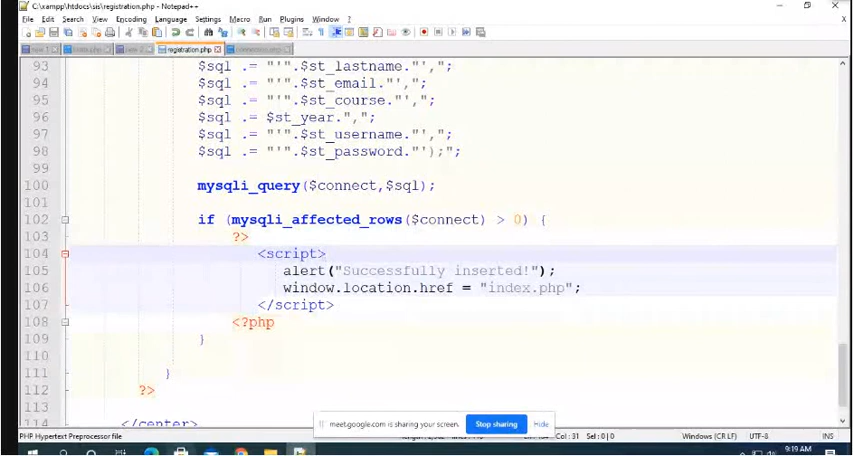 C:\xampp\htdocs\sis\registration.php - Notepad++
File Edit Search View Encoding Language Settings Macro Run Plugins Window ?
registration.php
93 $sql .= "'".$st_lastname."',";
94 $sql .= "'".$st_email."',";
95 $sql .= "'".$st_course."',";
96 $sql .= $st_year.",";
97 $sql .= "'".$st_username."',";
98 $sql .= "'".$st_password."');";
99
100 mysqli_query($connect,$sql);
101
102 if (mysqli_affected_rows($connect) > 0) {
103 ?>
104 <script>
105 alert("Successfully inserted!");
106 window.location.href = "index.php";
107 </script>
108 <?php
109 }
110
111 }
112 ?>
113
114 </center>
meet.google.com is sharing your screen. Stop sharing Hide
PHP Hypertext Preprocessor file Col : 31 Sel : 0 | 0 Windows (CR LF) UTF-8 INS
9:19 AM